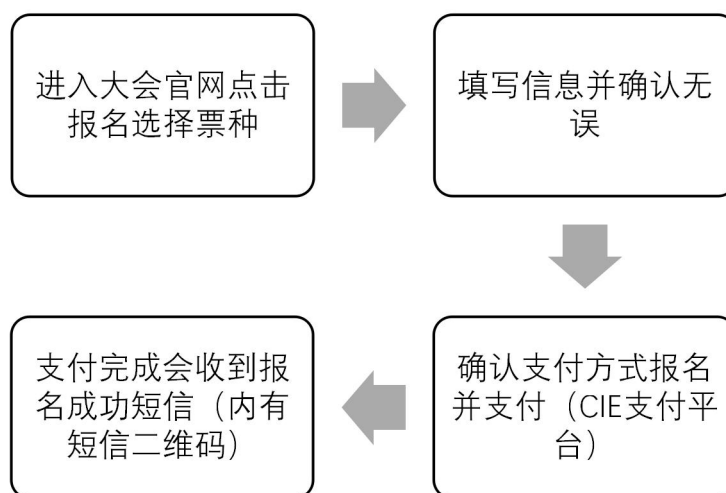 进入大会官网点击
报名选择票种
填写信息并确认无
误
确认支付方式报名
并支付（CIE支付平
台）
支付完成会收到报
名成功短信（内有
短信二维码）